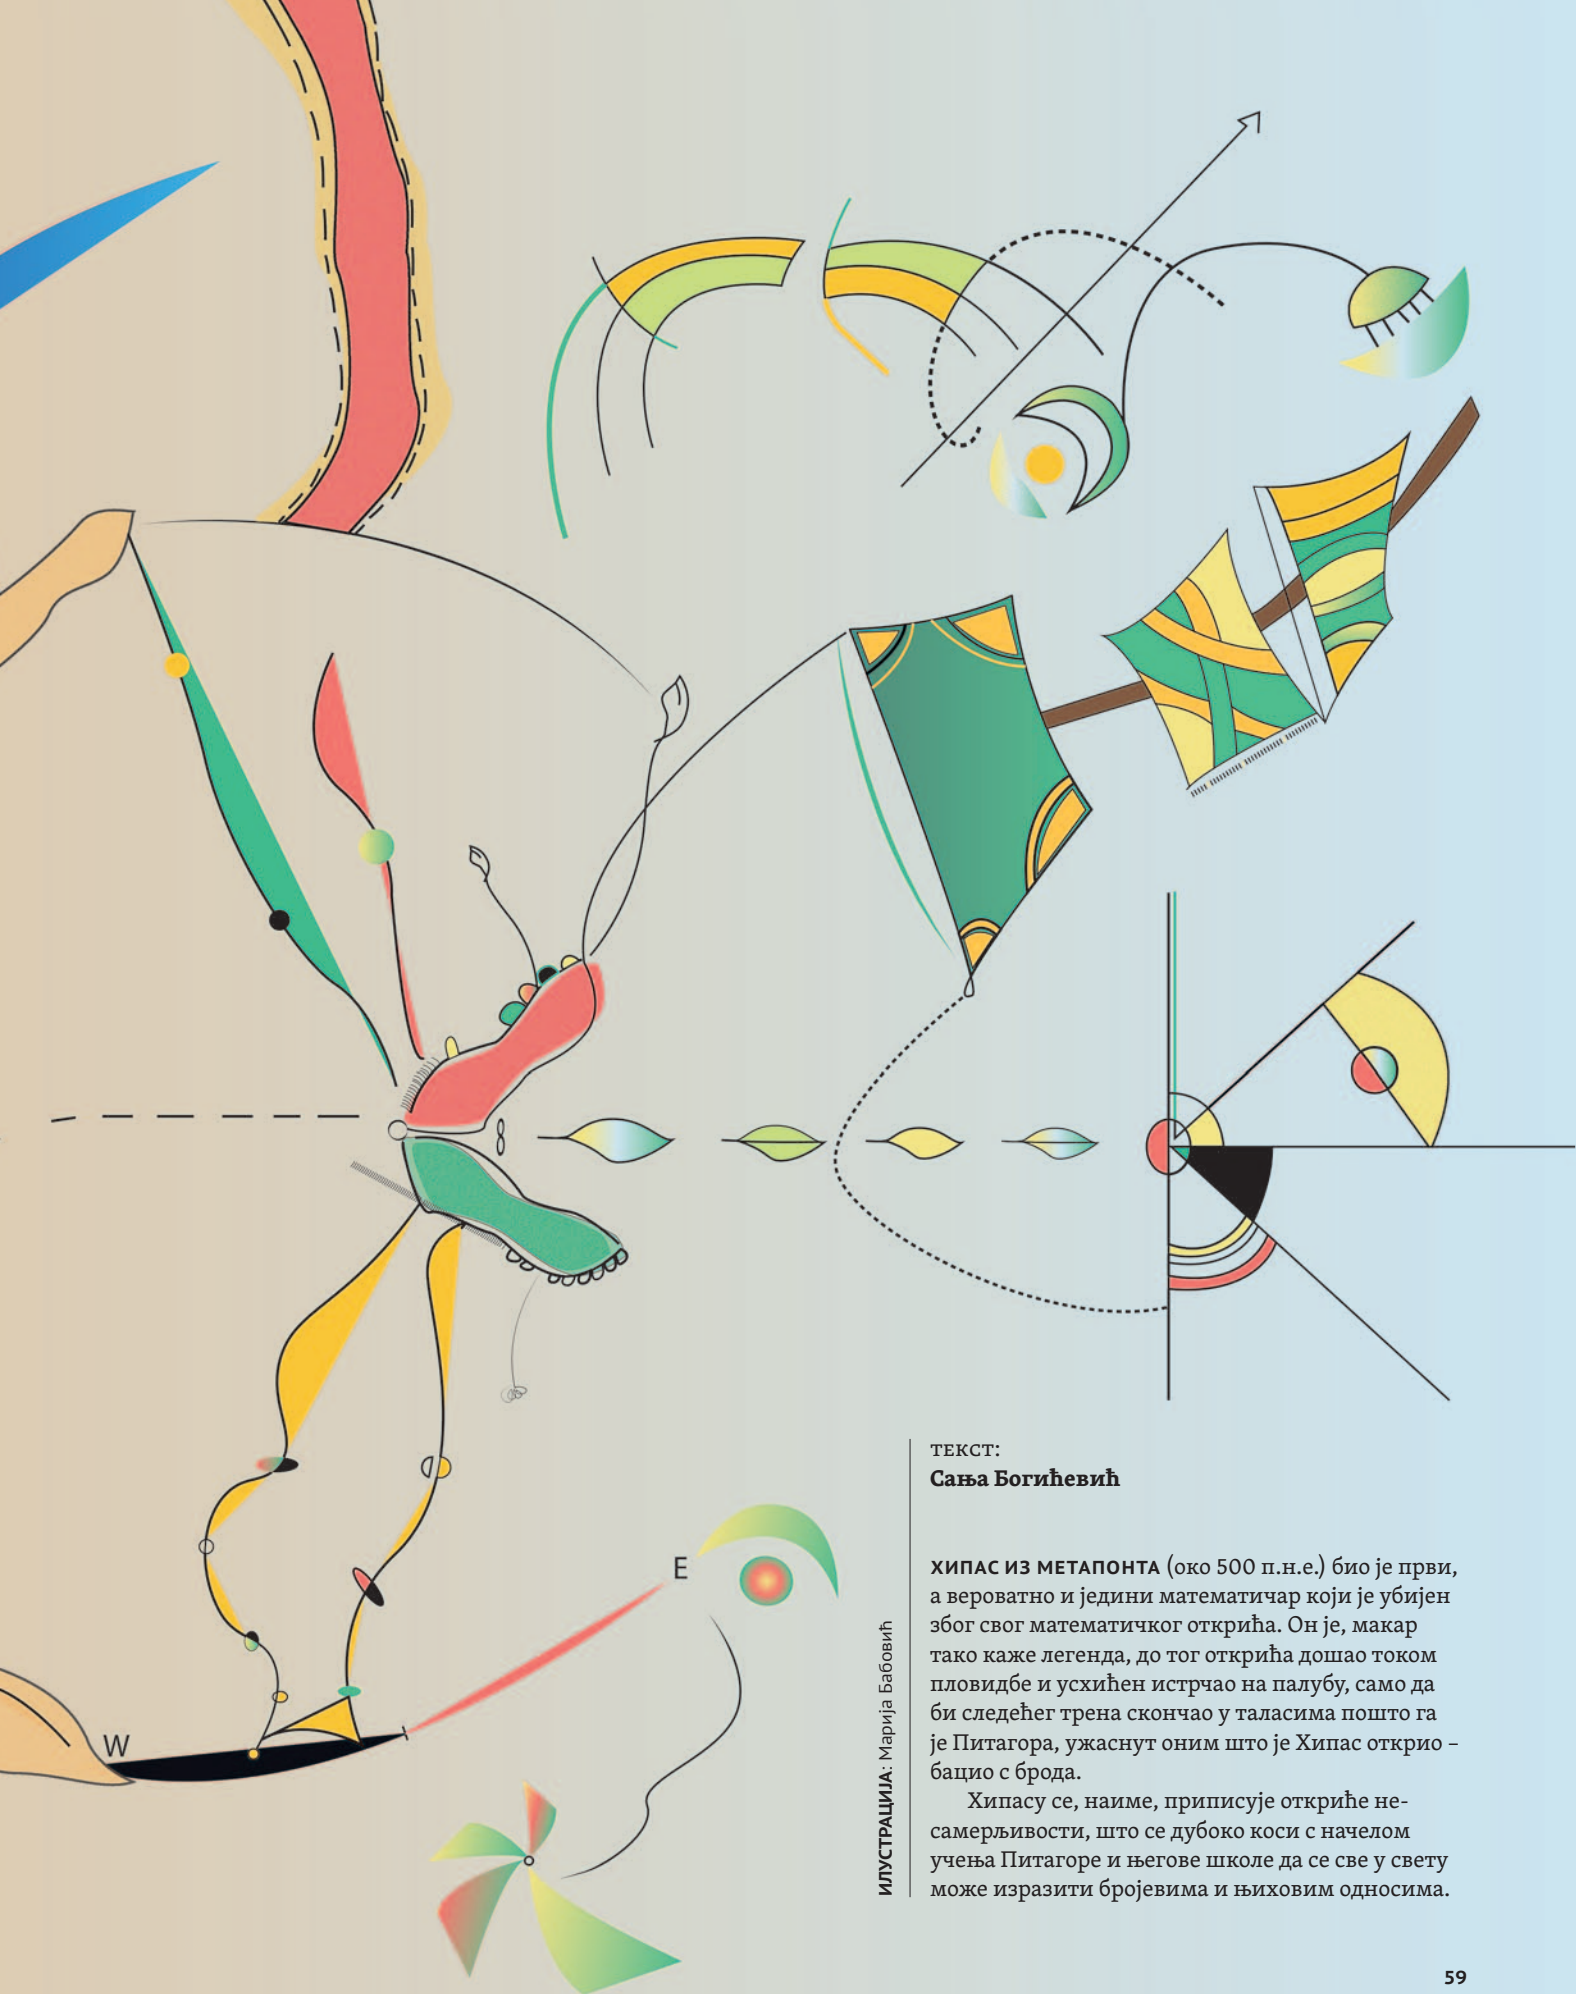 E
W
ТЕКСТ:
Сања Богићевић
ИЛУСТРАЦИЈА: Марија Бабовић
ХИПАС ИЗ МЕТАПОНТА (око 500 п.н.е.) био је први,
а вероватно и једини математичар који је убијен
због свог математичког открића. Он је, макар
тако каже легенда, до тог открића дошао током
пловидбе и усхићен истрчао на палубу, само да
би следећег трена скончао у таласима пошто га
је Питагора, ужаснут оним што је Хипас открио –
бацио с брода.
Хипасу се, наиме, приписује откриће не-
самерљивости, што се дубоко коси с начелом
учења Питагоре и његове школе да се све у свету
може изразити бројевима и њиховим односима.
59